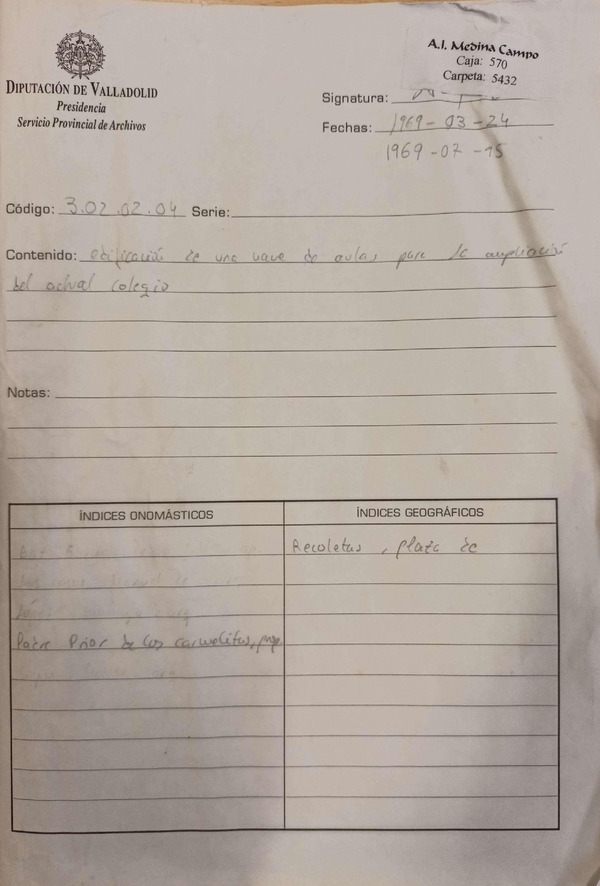 DIPUTACIÓN DE VALLADOLID
Presidencia
Servicio Provincial de Archivos
A.I. Medina Campo
Caja: 570
Carpeta: 5432
Signatura:
Fechas: 1969-03-24
1969-07-15
Código: 3.02.02.04 Serie:
Contenido: edificación de una nave de aulas para la ampliación
del actual colegio
Notas:
ÍNDICES ONOMÁSTICOS
ÍNDICES GEOGRÁFICOS
Recoletas, plaza de
Padre Prior de los carmelitas, prop